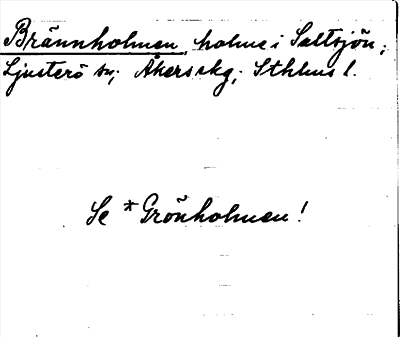 Brännholmen, holme i Saltsjön,
Ljusterö sn, Åkers skg, Sthlms l.
Se *Grönholmen!